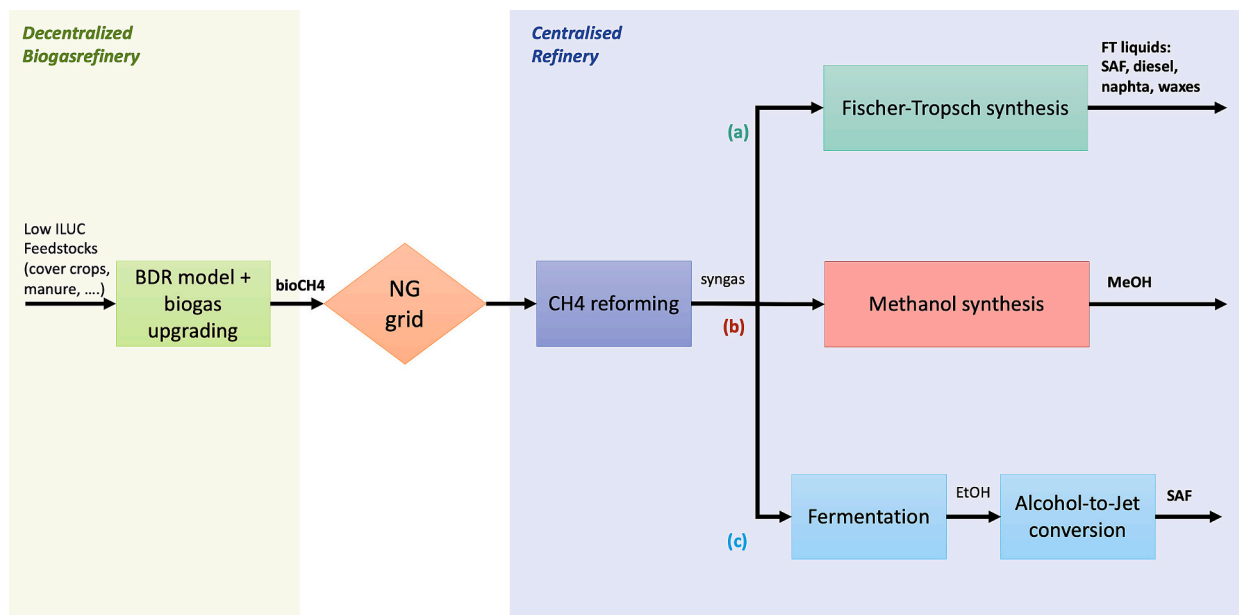 Decentralized
Biogasrefinery
Centralised
Refinery
FT liquids:
SAF, diesel,
naphta, waxes
Fischer-Tropsch synthesis
(a)
Low ILUC
Feedstocks
(cover crops,
manure, ....)
BDR model +
biogas
upgrading
bioCH4
NG
grid
CH4 reforming
syngas
(b)
Methanol synthesis
MeOH
(c)
Fermentation
EtOH
Alcohol-to-Jet
conversion
SAF